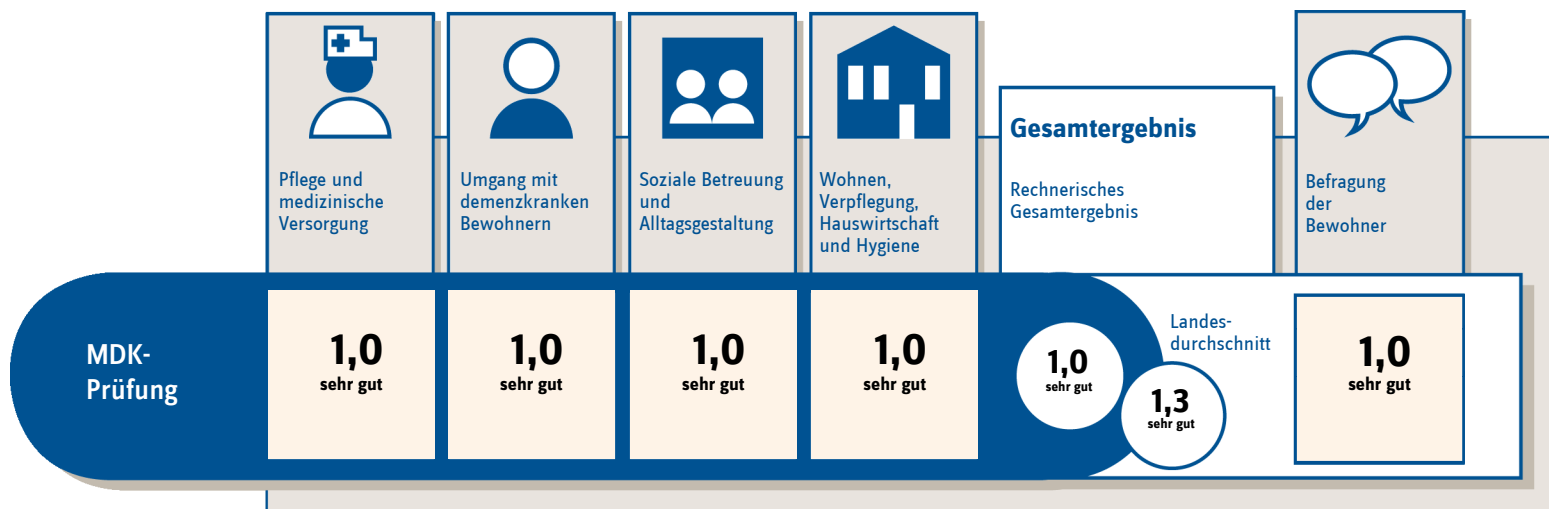 Pflege und
medizinische
Versorgung
Umgang mit
demenzkranken
Bewohnern
Soziale Betreuung
und
Alltagsgestaltung
Wohnen,
Verpflegung,
Hauswirtschaft
und Hygiene
Gesamtergebnis
Rechnerisches
Gesamtergebnis
Befragung
der
Bewohner
MDK-
Prüfung
1,0
sehr gut
1,0
sehr gut
1,0
sehr gut
1,0
sehr gut
1,0
sehr gut
Landes-
durchschnitt
1,3
sehr gut
1,0
sehr gut